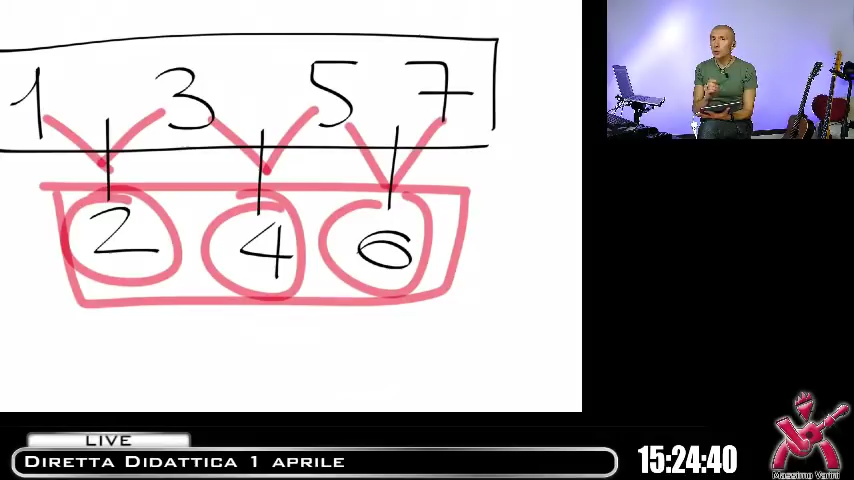 1 3 5 7
2 4 6
LIVE
DIRETTA DIDATTICA 1 APRILE
15:24:40
Massimo Varini